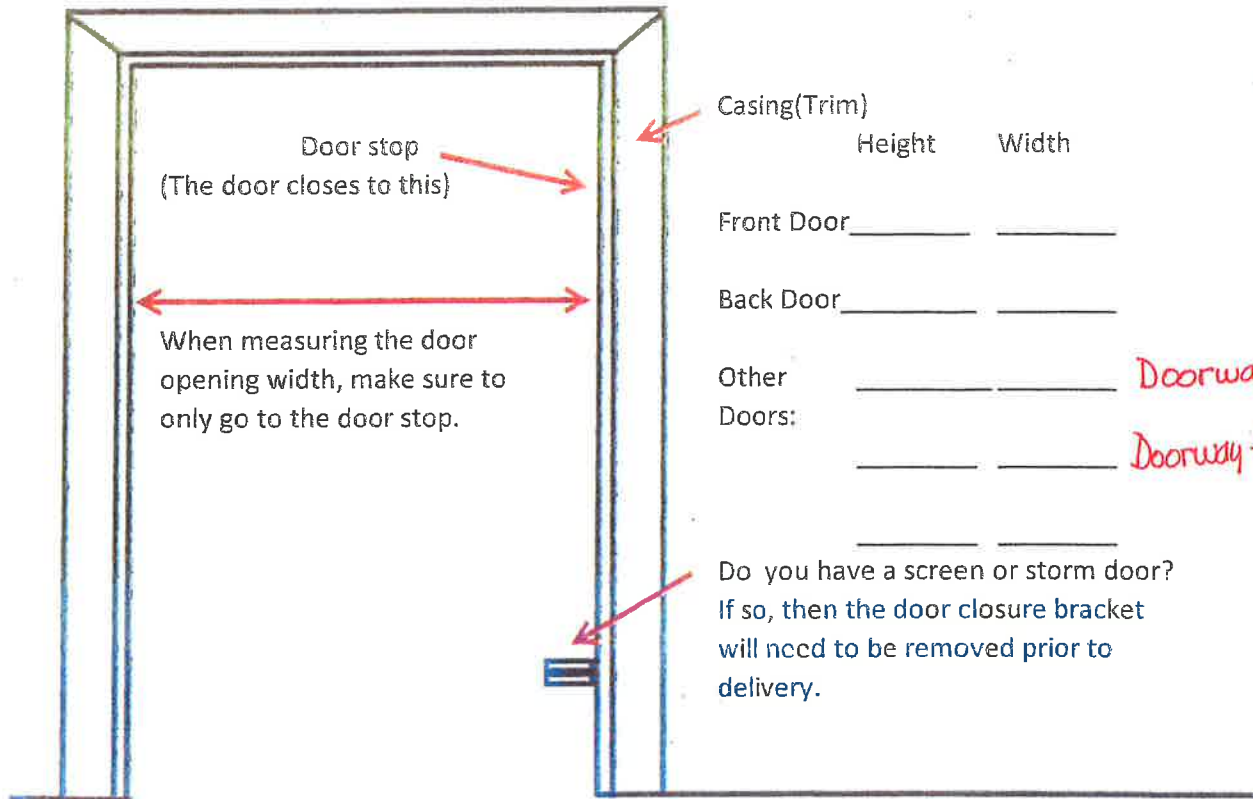 Casing(Trim)
Height Width
Door stop
(The door closes to this)
Front Door
Back Door
When measuring the door
opening width, make sure to
only go to the door stop.
Other
Doors:
Doorway
Do you have a screen or storm door?
If so, then the door closure bracket
will need to be removed prior to
delivery.